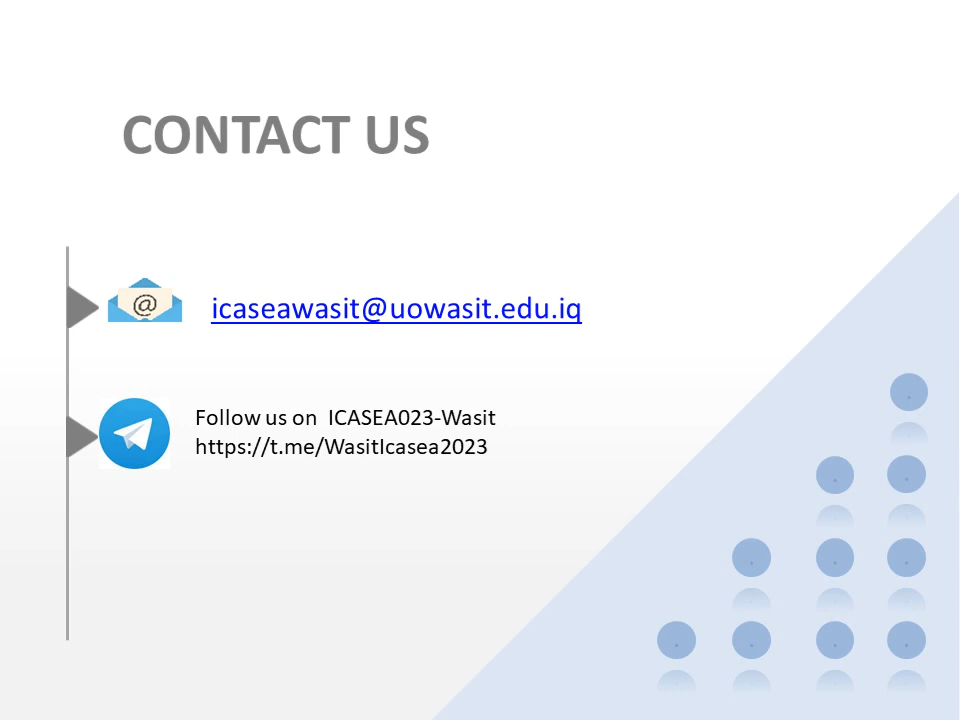 CONTACT US
@
icaseawasit@uowasit.edu.iq
Follow us on  ICASEA023-Wasit
https://t.me/WasitIcasea2023